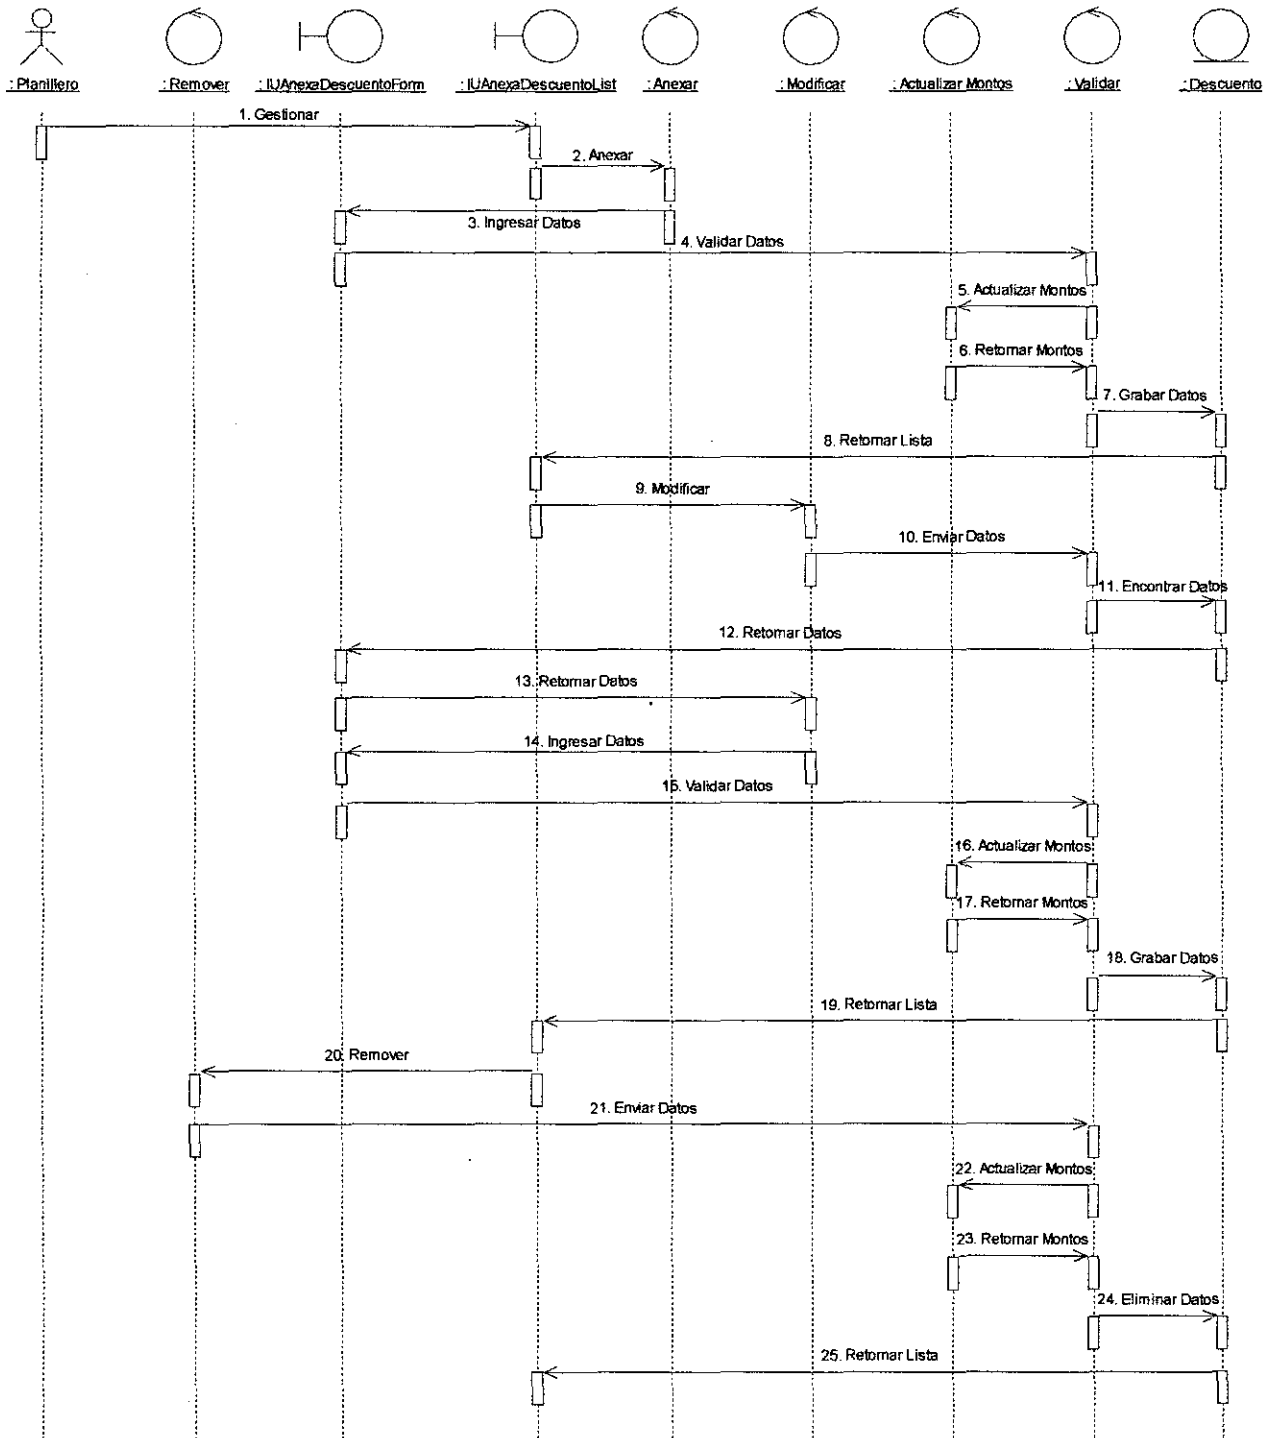 : Planillero
: Remover
: IUAnexaDescuentoForm
: IUAnexaDescuentoList
: Anexar
: Modificar
: Actualizar Montos
: Validar
: Descuento
1. Gestionar
2. Anexar
3. Ingresar Datos
4. Validar Datos
5. Actualizar Montos
6. Retornar Montos
7. Grabar Datos
8. Retornar Lista
9. Modificar
10. Enviar Datos
11. Encontrar Datos
12. Retornar Datos
13. Retornar Datos
14. Ingresar Datos
15. Validar Datos
16. Actualizar Montos
17. Retornar Montos
18. Grabar Datos
19. Retornar Lista
20. Remover
21. Enviar Datos
22. Actualizar Montos
23. Retornar Montos
24. Eliminar Datos
25. Retornar Lista